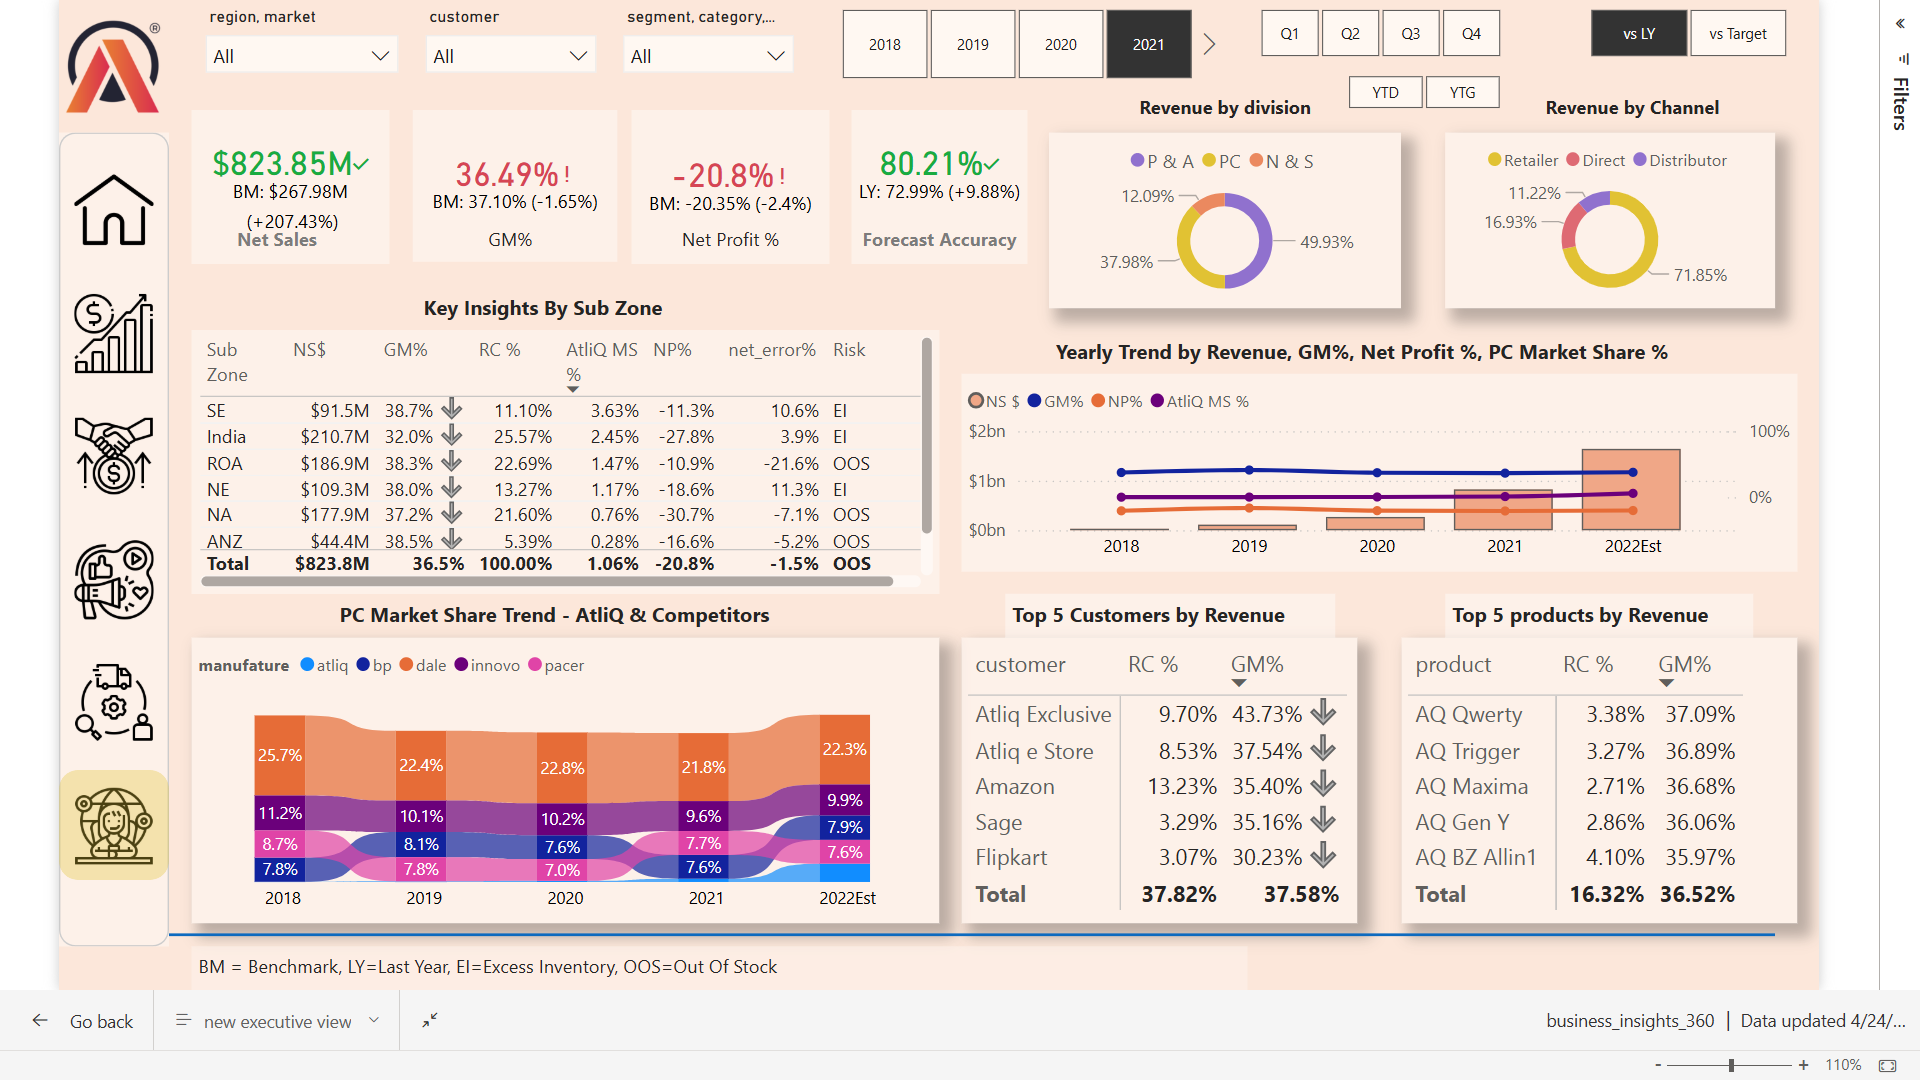 region, market
customer
segment, category,...
All
All
All
2018
2019
2020
2021
Q1
Q2
Q3
Q4
YTD
YTG
vs LY
vs Target
«
Filters
®
$823.85M
BM: $267.98M
(+207.43%)
Net Sales
36.49% !
BM: 37.10% (-1.65%)
GM%
-20.8% !
BM: -20.35% (-2.4%)
Net Profit %
80.21%
LY: 72.99% (+9.88%)
Forecast Accuracy
Revenue by division
P & A PC N & S
12.09%
49.93%
37.98%
Revenue by Channel
Retailer Direct Distributor
11.22%
16.93%
71.85%
Key Insights By Sub Zone
Sub Zone NS$ GM% RC % AtliQ MS % NP% net_error% Risk
SE $91.5M 38.7% 11.10% 3.63% -11.3% 10.6% EI
India $210.7M 32.0% 25.57% 2.45% -27.8% 3.9% EI
ROA $186.9M 38.3% 22.69% 1.47% -10.9% -21.6% OOS
NE $109.3M 38.0% 13.27% 1.17% -18.6% 11.3% EI
NA $177.9M 37.2% 21.60% 0.76% -30.7% -7.1% OOS
ANZ $44.4M 38.5% 5.39% 0.28% -16.6% -5.2% OOS
Total $823.8M 36.5% 100.00% 1.06% -20.8% -1.5% OOS
Yearly Trend by Revenue, GM%, Net Profit %, PC Market Share %
NS $ GM% NP% AtliQ MS %
$2bn
$1bn
$0bn
100%
0%
2018 2019 2020 2021 2022Est
PC Market Share Trend - AtliQ & Competitors
manufature atliq bp dale innovo pacer
25.7% 22.4% 22.8% 21.8% 22.3%
11.2% 10.1% 10.2% 9.6% 9.9%
8.7% 8.1% 7.6% 7.7% 7.9%
7.8% 7.8% 7.0% 7.6% 7.6%
2018 2019 2020 2021 2022Est
Top 5 Customers by Revenue
customer RC % GM%
Atliq Exclusive 9.70% 43.73%
Atliq e Store 8.53% 37.54%
Amazon 13.23% 35.40%
Sage 3.29% 35.16%
Flipkart 3.07% 30.23%
Total 37.82% 37.58%
Top 5 products by Revenue
product RC % GM%
AQ Qwerty 3.38% 37.09%
AQ Trigger 3.27% 36.89%
AQ Maxima 2.71% 36.68%
AQ Gen Y 2.86% 36.06%
AQ BZ Allin1 4.10% 35.97%
Total 16.32% 36.52%
BM = Benchmark, LY=Last Year, EI=Excess Inventory, OOS=Out Of Stock
Go back
new executive view
business_insights_360 | Data updated 4/24/...
- + 110%